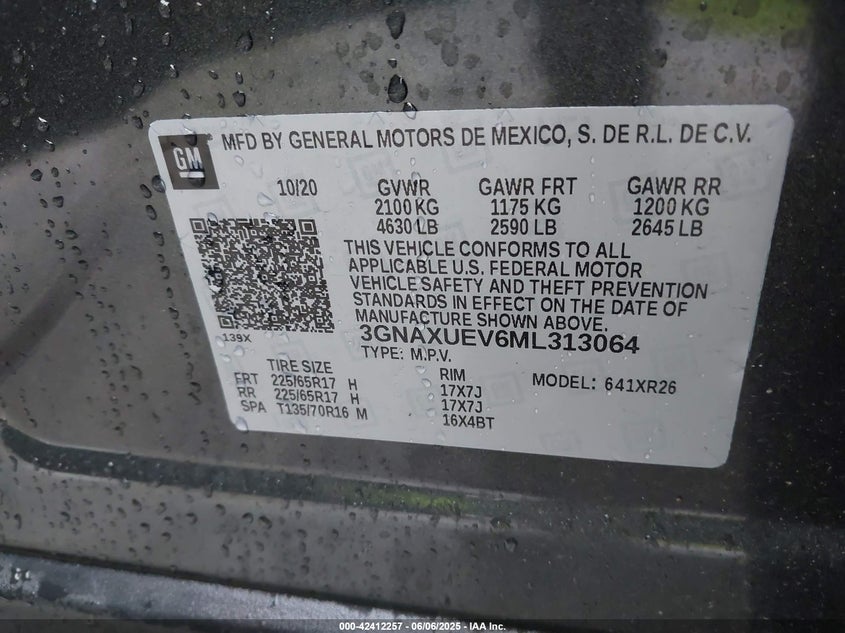 GM
MFD BY GENERAL MOTORS DE MEXICO, S. DE R.L. DE C.V.
10/20 GVWR GAWR FRT GAWR RR
2100 KG 1175 KG 1200 KG
4630 LB 2590 LB 2645 LB
THIS VEHICLE CONFORMS TO ALL
APPLICABLE U.S. FEDERAL MOTOR
VEHICLE SAFETY AND THEFT PREVENTION
STANDARDS IN EFFECT ON THE DATE OF
MANUFACTURE SHOWN ABOVE.
139X
3GNAXUEV6ML313064
TYPE: M.P.V.
TIRE SIZE RIM MODEL: 641XR26
FRT 225/65R17 H 17X7J
RR 225/65R17 H 17X7J
SPA T135/70R16 M 16X4BT
000-42412257 - 06/06/2025 - Copyright © 2025 IAA, Inc.